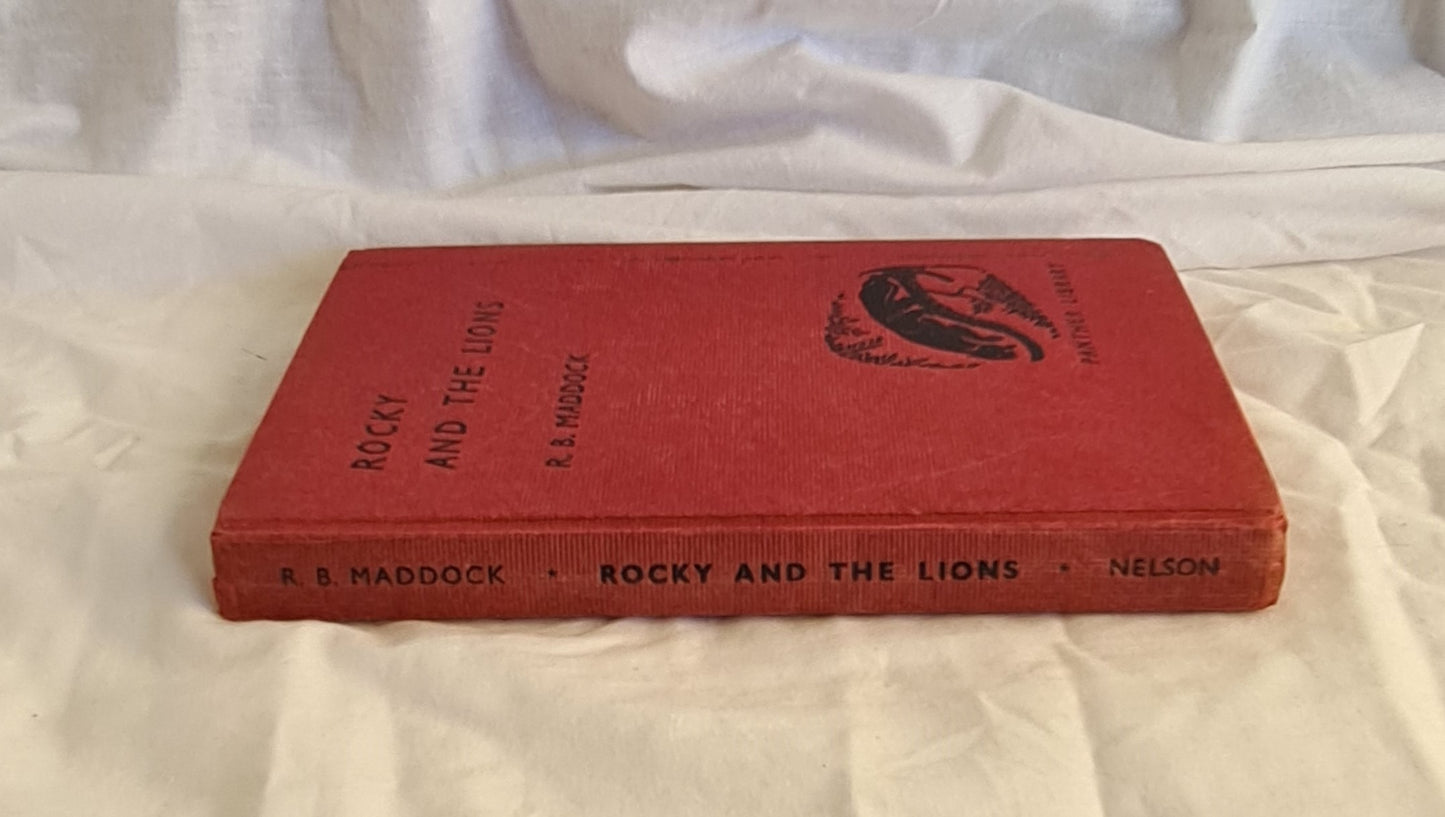 ROCKY
AND THE LIONS
R. B. MADDOCK
PANTHER LIBRARY
R. B. MADDOCK * ROCKY AND THE LIONS * NELSON